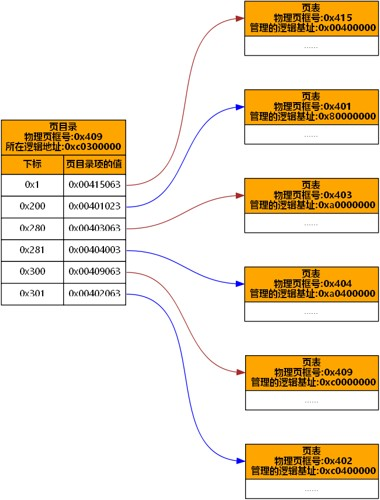 页目录
物理页框号:0x409
所在逻辑地址:0xc0300000
下标 页目录项的值
0x1 0x00415063
0x200 0x00401023
0x280 0x00403063
0x281 0x00404003
0x300 0x00409063
0x301 0x00402063
页表
物理页框号:0x415
管理的逻辑基址:0x00400000
......
页表
物理页框号:0x401
管理的逻辑基址:0x80000000
......
页表
物理页框号:0x403
管理的逻辑基址:0xa0000000
......
页表
物理页框号:0x404
管理的逻辑基址:0xa0400000
......
页表
物理页框号:0x409
管理的逻辑基址:0xc0000000
......
页表
物理页框号:0x402
管理的逻辑基址:0xc0400000
......